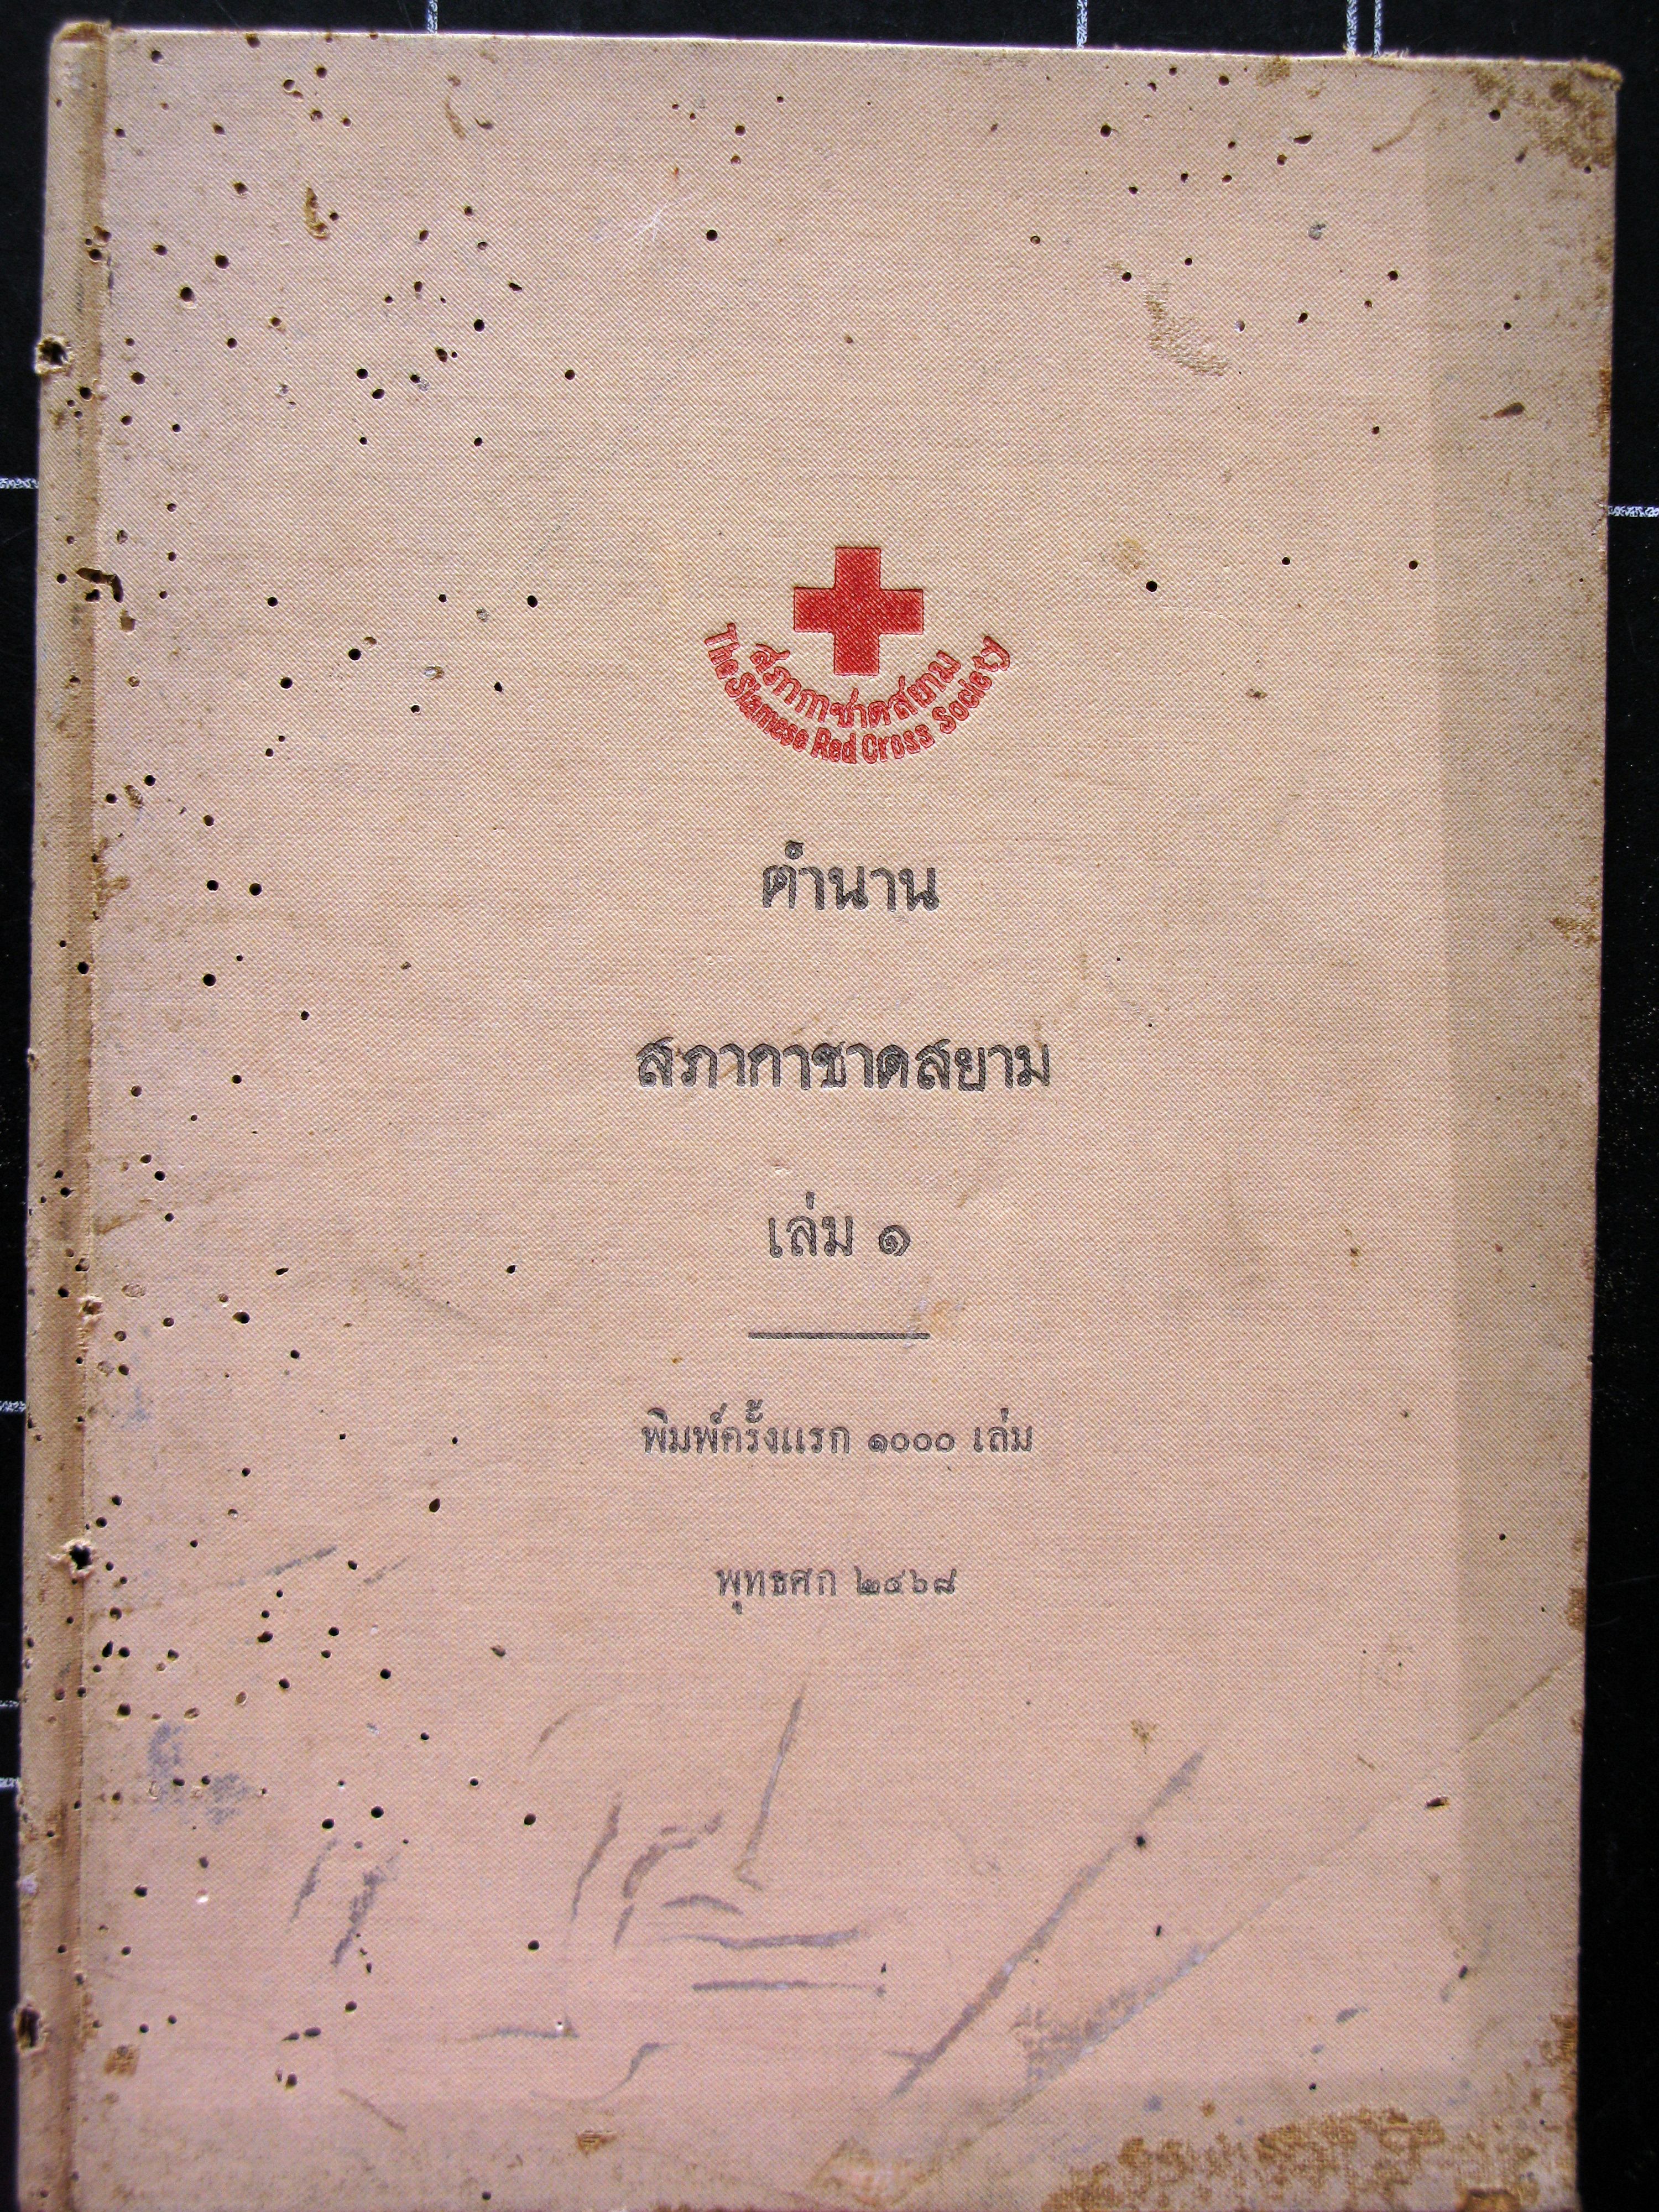 สภากาชาดสยาม
The Siamese Red Cross Society
ตำนาน
สภากาชาดสยาม
เล่ม ๑
พิมพ์ครั้งแรก ๑๐๐๐ เล่ม
พุทธศก ๒๔๖๘